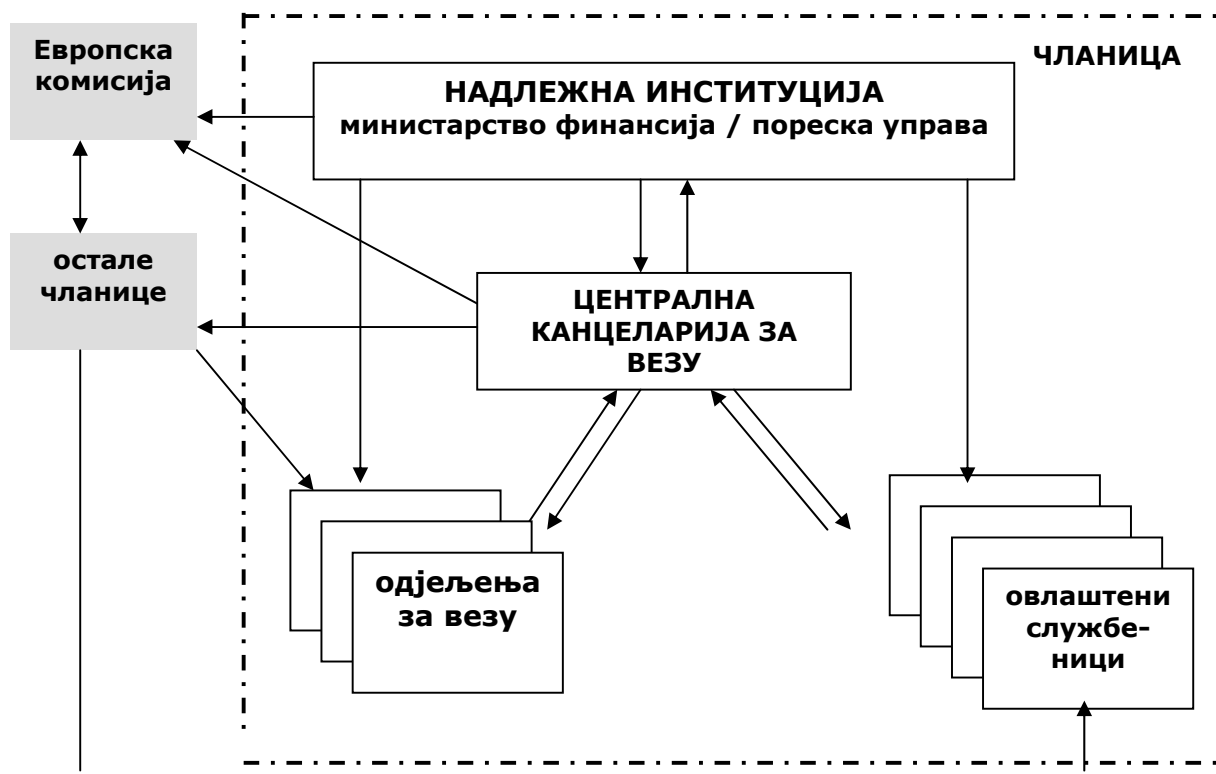 Европска
комисија
ЧЛАНИЦА
НАДЛЕЖНА ИНСТИТУЦИЈА
министарство финансија / пореска управа
остале
чланице
ЦЕНТРАЛНА
КАНЦЕЛАРИЈА ЗА
ВЕЗУ
одјељења
за везу
овлаштени
службе-
ници